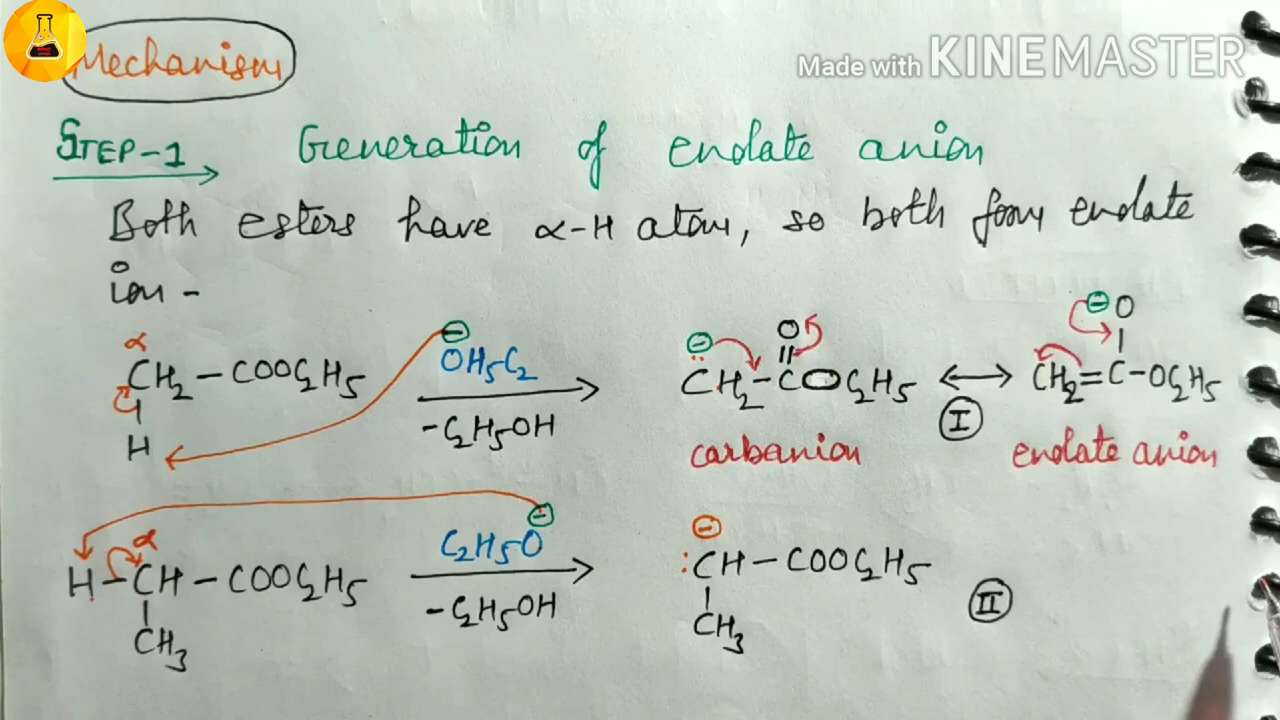 Mechanism
Made with KINEMASTER
STEP-1 Generation of enolate anion
Both esters have α-H atom, so both form enolate
ion -
α
CH₂ - COOC₂H₅
H
⊖
OH₅C₂
-C₂H₅OH
⊖ O
CH₂-COC₂H₅
carbanion
I
⊖ O
CH₂=C-OC₂H₅
enolate anion
α
H-CH-COOC₂H₅
CH₃
⊖
C₂H₅O
-C₂H₅OH
⊖
:CH-COOC₂H₅
CH₃
II